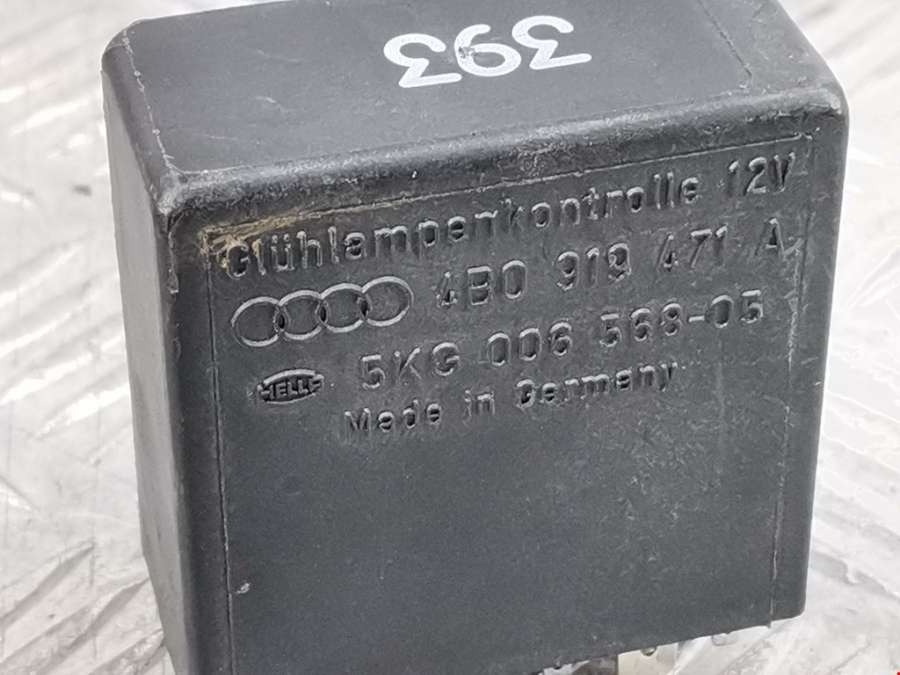 393
Glühlampenkontrolle 12V
4B0 919 471 A
HELLA
5KG 006 568-05
Made in Germany